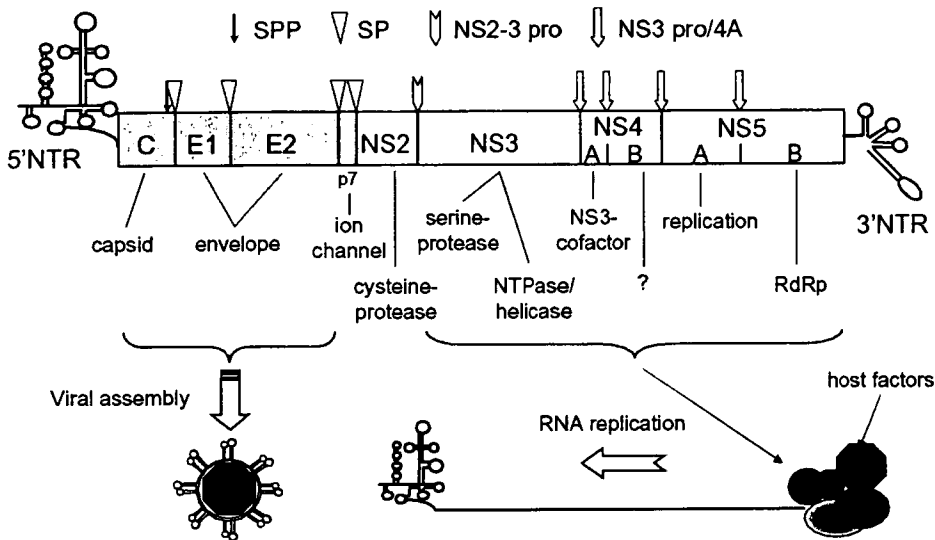 SPP
SP
NS2-3 pro
NS3 pro/4A
5'NTR
C
E1
E2
NS2
NS3
NS4
A
B
NS5
A
B
3'NTR
p7
capsid
envelope
ion
channel
cysteine-
protease
serine-
protease
NTPase/
helicase
NS3-
cofactor
?
replication
RdRp
Viral assembly
RNA replication
host factors